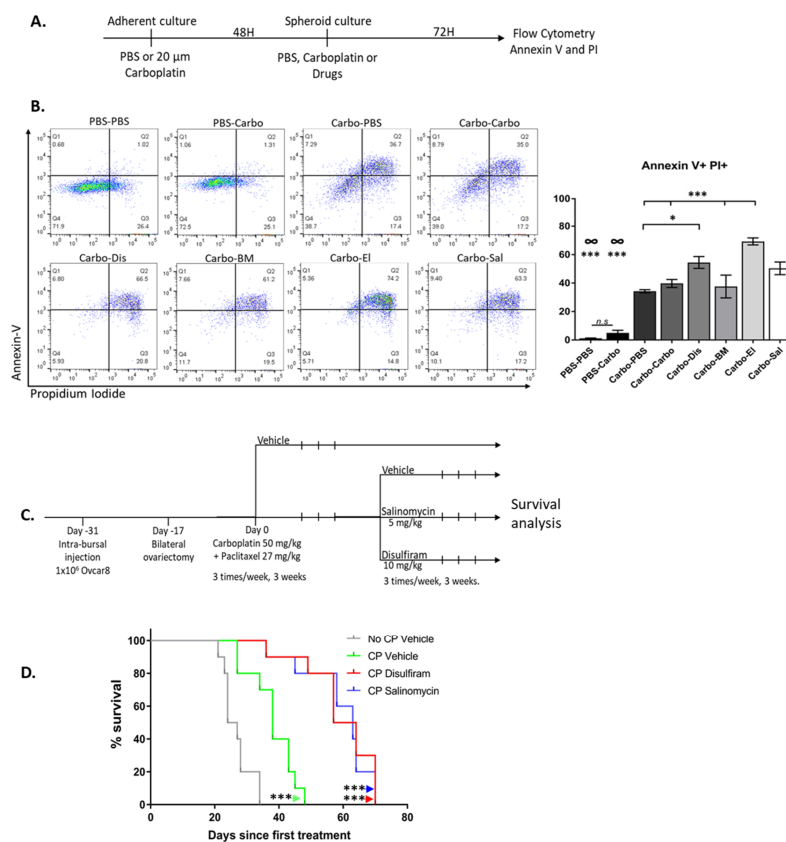 A.
Adherent culture
Spheroid culture
48H
72H
Flow Cytometry
Annexin V and PI
PBS or 20 µm
Carboplatin
PBS, Carboplatin or
Drugs
B.
PBS-PBS
PBS-Carbo
Carbo-PBS
Carbo-Carbo
Q1
0.68
Q2
1.02
Q4
71.9
Q3
26.4
Q1
1.06
Q2
1.31
Q4
72.5
Q3
25.1
Q1
7.29
Q2
36.7
Q4
38.7
Q3
17.4
Q1
8.79
Q2
35.0
Q4
39.0
Q3
17.2
Carbo-Dis
Carbo-BM
Carbo-El
Carbo-Sal
Q1
6.80
Q2
66.5
Q4
5.93
Q3
20.8
Q1
7.66
Q2
61.2
Q4
11.7
Q3
19.5
Q1
5.36
Q2
74.2
Q4
5.71
Q3
14.8
Q1
9.40
Q2
63.3
Q4
10.1
Q3
17.2
Annexin-V
Propidium Iodide
Annexin V+ PI+
100
80
60
40
20
0
∞
***
∞
***
n.s
*
***
PBS-PBS
PBS-Carbo
Carbo-PBS
Carbo-Carbo
Carbo-Dis
Carbo-BM
Carbo-El
Carbo-Sal
C.
Vehicle
Vehicle
Salinomycin
5 mg/kg
Disulfiram
10 mg/kg
3 times/week, 3 weeks.
Survival
analysis
Day -31
Intra-bursal
injection
1x10⁶ Ovcar8
Day -17
Bilateral
ovariectomy
Day 0
Carboplatin 50 mg/kg
+ Paclitaxel 27 mg/kg
3 times/week, 3 weeks
D.
No CP Vehicle
CP Vehicle
CP Disulfiram
CP Salinomycin
% survival
100
80
60
40
20
0
***
***
***
0
20
40
60
80
Days since first treatment